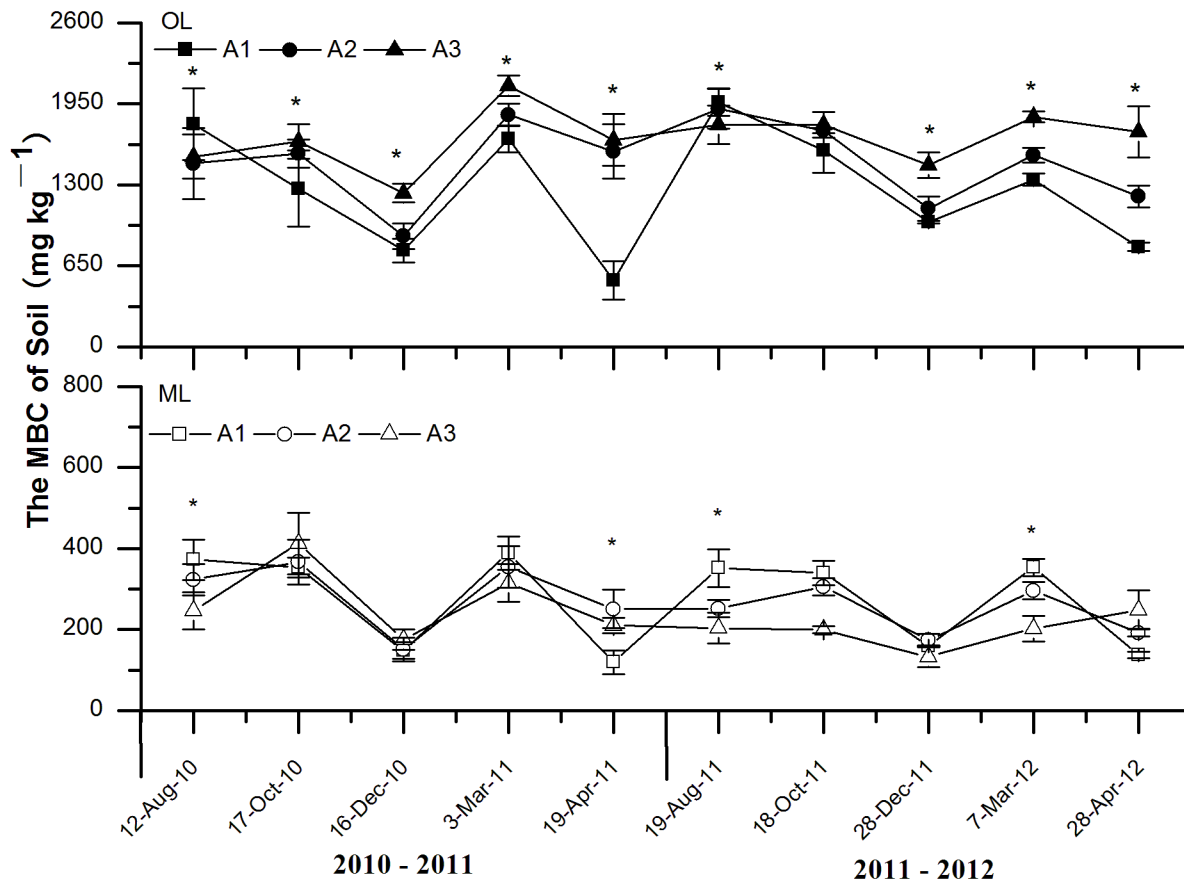 The MBC of Soil (mg kg—1)
OL
A1 A2 A3
2600
1950
1300
650
0
* * * * * * * * *
ML
A1 A2 A3
800
600
400
200
0
* * * *
12-Aug-10 17-Oct-10 16-Dec-10 3-Mar-11 19-Apr-11 19-Aug-11 18-Oct-11 28-Dec-11 7-Mar-12 28-Apr-12
2010 - 2011 2011 - 2012